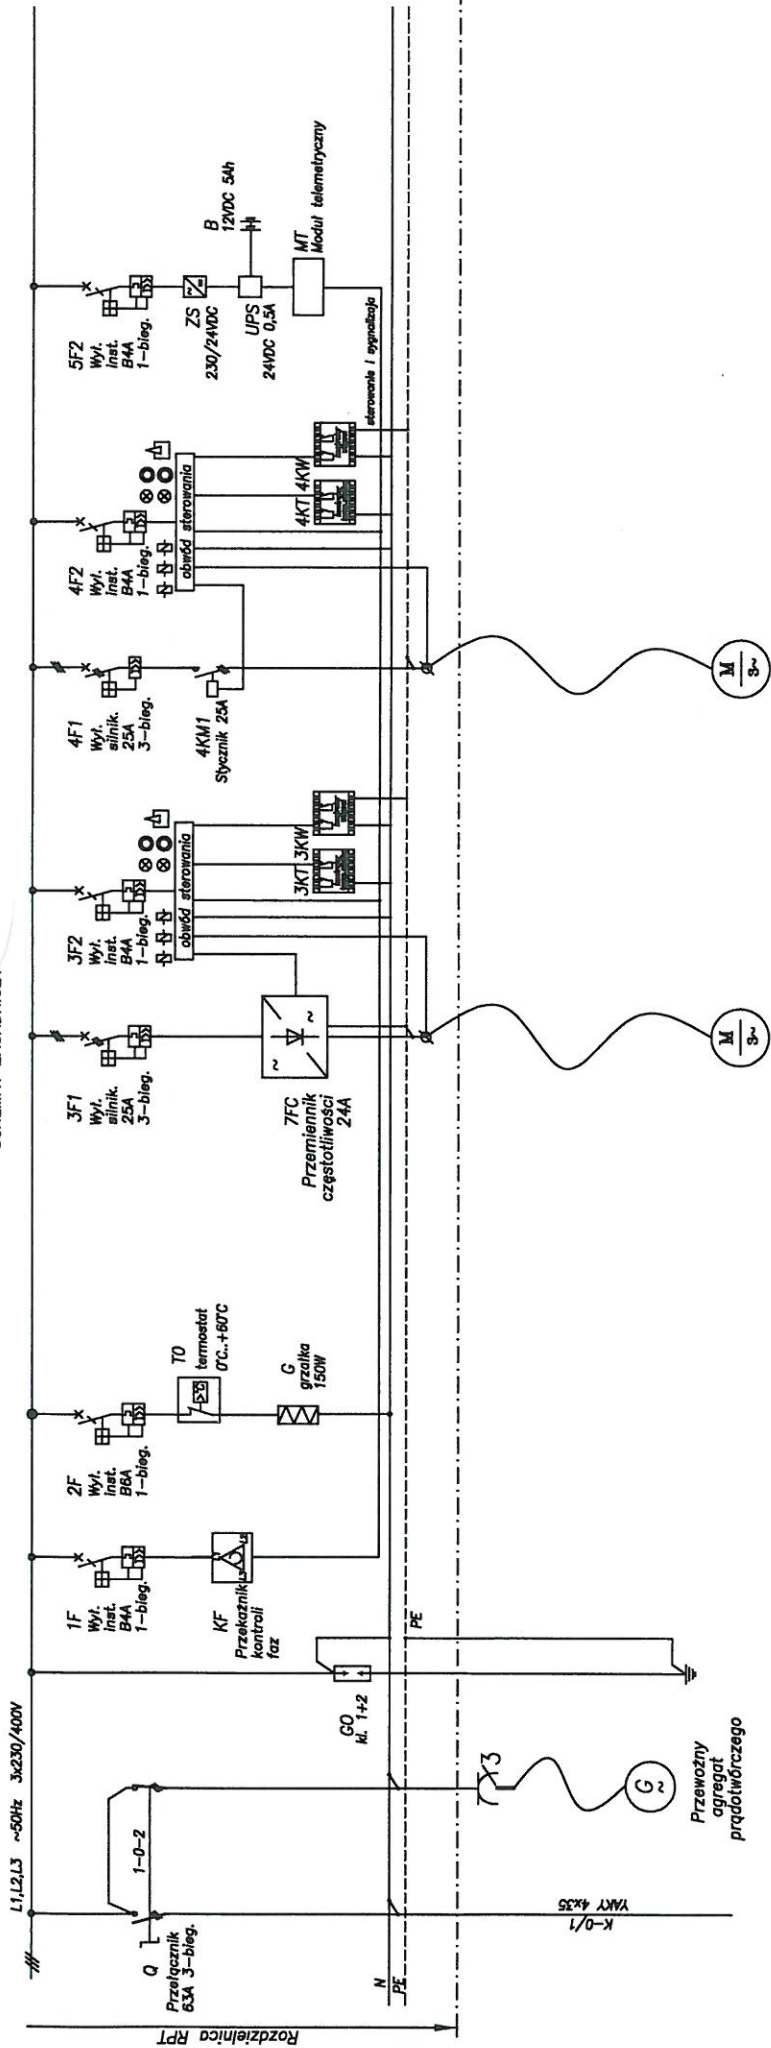 L1,L2,L3 ~50Hz 3x230/400V
Rozdzielnica RPT
Q
Przełącznik
63A 3-bieg.
1-0-2
N
PE
K-0/1
YAKY 4x35
3
G
~
Przewoźny
agregat
prądotwórczego
GO
kl. 1+2
PE
1F
Wył.
inst.
B4A
1-bieg.
KF
Przekaźnik
kontroli
faz
2F
Wył.
inst.
B6A
1-bieg.
TO
termostat
0°C..+60°C
G
grzałka
150W
3F1
Wył.
silnik.
25A
3-bieg.
7FC
Przemiennik
częstotliwości
24A
~
~
M
3~
3F2
Wył.
inst.
B4A
1-bieg.
obwód sterowania
3KT
3KW
4F1
Wył.
silnik.
25A
3-bieg.
4KM1
Stycznik 25A
M
3~
4F2
Wył.
inst.
B4A
1-bieg.
obwód sterowania
4KT
4KW
sterowanie i sygnalizacja
5F2
Wył.
inst.
B4A
1-bieg.
ZS
230/24VDC
UPS
24VDC 0,5A
B
12VDC 5Ah
MT
Moduł telemetryczny